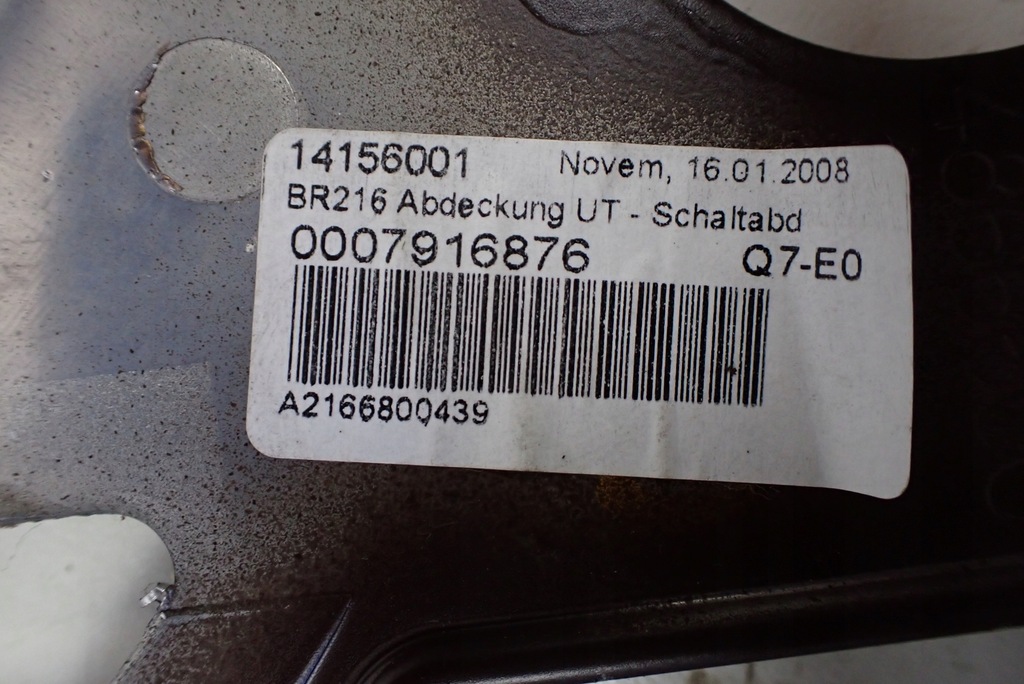 14156001 Novem, 16.01.2008
BR216 Abdeckung UT - Schaltabd
0007916876 Q7-E0
A2166800439